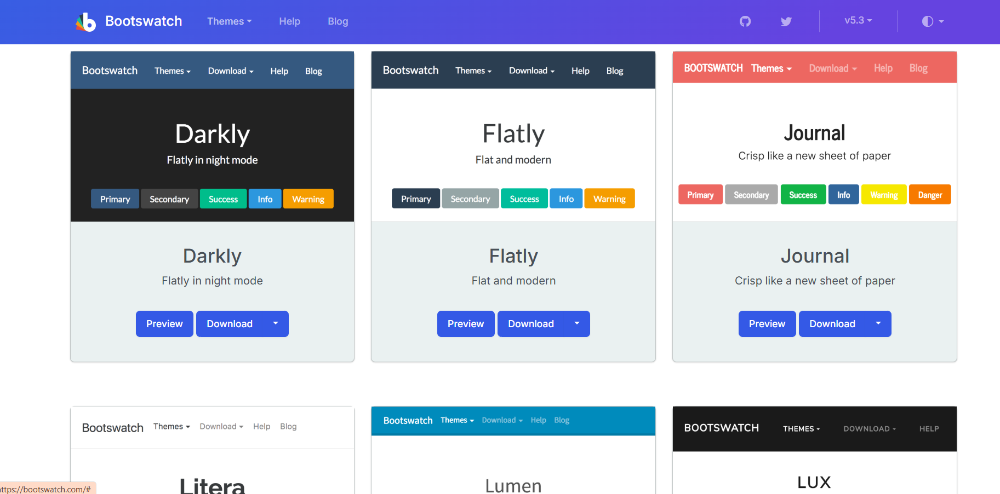 Bootswatch Themes Help Blog v5.3
Bootswatch Themes Download Help Blog
Darkly
Flatly in night mode
Primary Secondary Success Info Warning
Darkly
Flatly in night mode
Preview Download
Bootswatch Themes Download Help Blog
Flatly
Flat and modern
Primary Secondary Success Info Warning
Flatly
Flat and modern
Preview Download
BOOTSWATCH Themes Download Help Blog
Journal
Crisp like a new sheet of paper
Primary Secondary Success Info Warning Danger
Journal
Crisp like a new sheet of paper
Preview Download
Bootswatch Themes Download Help Blog
Litera
Bootswatch Themes Download Help Blog
Lumen
BOOTSWATCH THEMES DOWNLOAD HELP
LUX
ttps://bootswatch.com/#